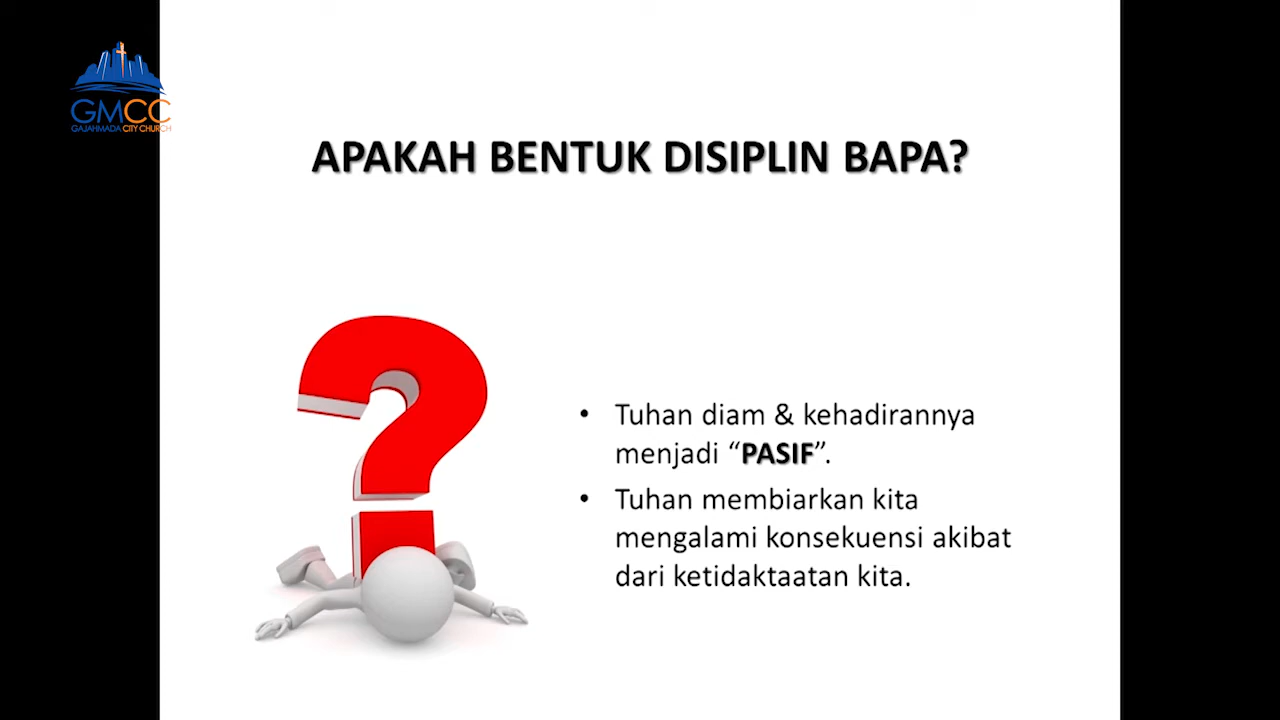 GMCC
GAJAHMADA CITY CHURCH
APAKAH BENTUK DISIPLIN BAPA?
• Tuhan diam & kehadirannya
menjadi “PASIF”.
• Tuhan membiarkan kita
mengalami konsekuensi akibat
dari ketidaktaatan kita.